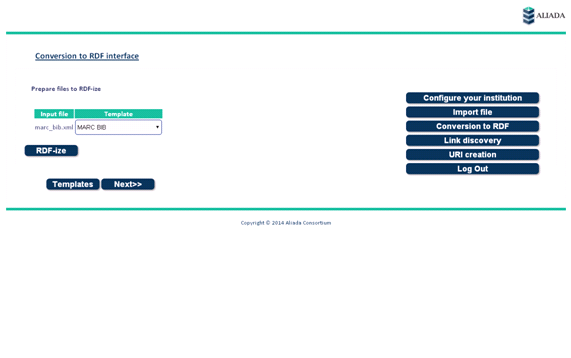 ALIADA
Conversion to RDF interface
Prepare files to RDF-ize
Input file Template
marc_bib.xml MARC BIB
RDF-ize
Templates Next>>
Configure your institution
Import file
Conversion to RDF
Link discovery
URI creation
Log Out
Copyright © 2014 Aliada Consortium